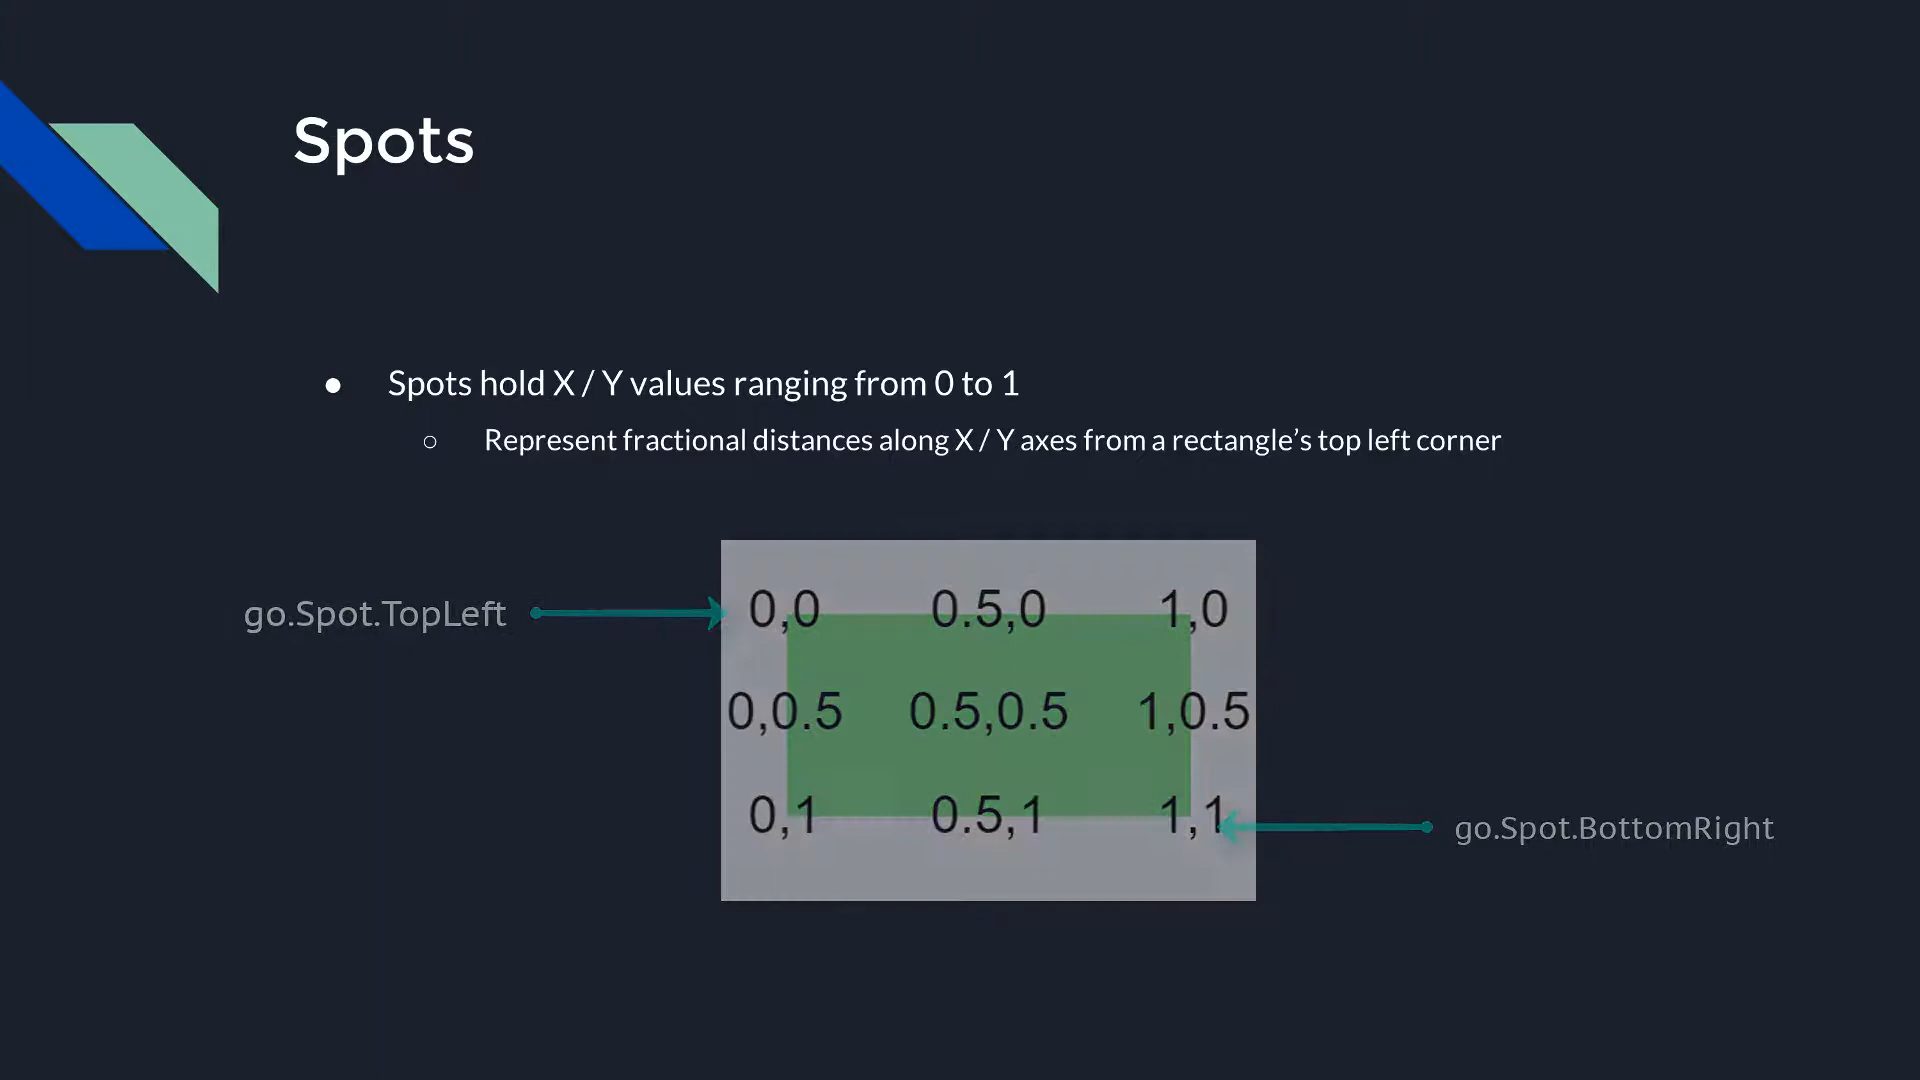 Spots
● Spots hold X / Y values ranging from 0 to 1
○ Represent fractional distances along X / Y axes from a rectangle’s top left corner
go.Spot.TopLeft
0,0 0.5,0 1,0
0,0.5 0.5,0.5 1,0.5
0,1 0.5,1 1,1
go.Spot.BottomRight